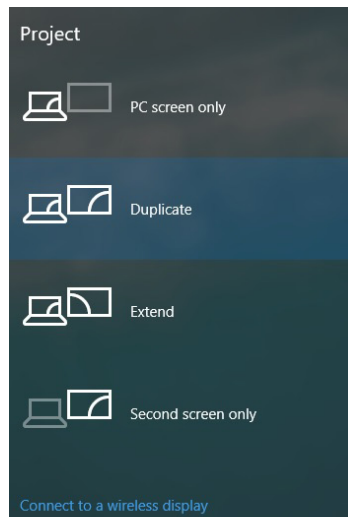 Project
PC screen only
Duplicate
Extend
Second screen only
Connect to a wireless display